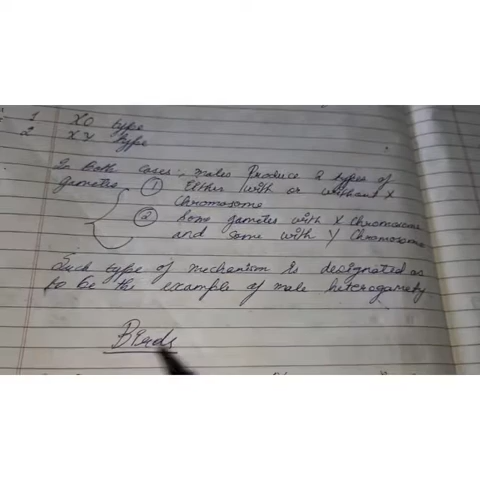 1 XO type
2 XY type
In Both cases, males Produce 2 types of
gametes ① Either with or without X
Chromosome
② Some gametes with X Chromosome
and some with Y Chromosome
Such type of mechanism is designated as
to be the example of male heterogamety
Birds